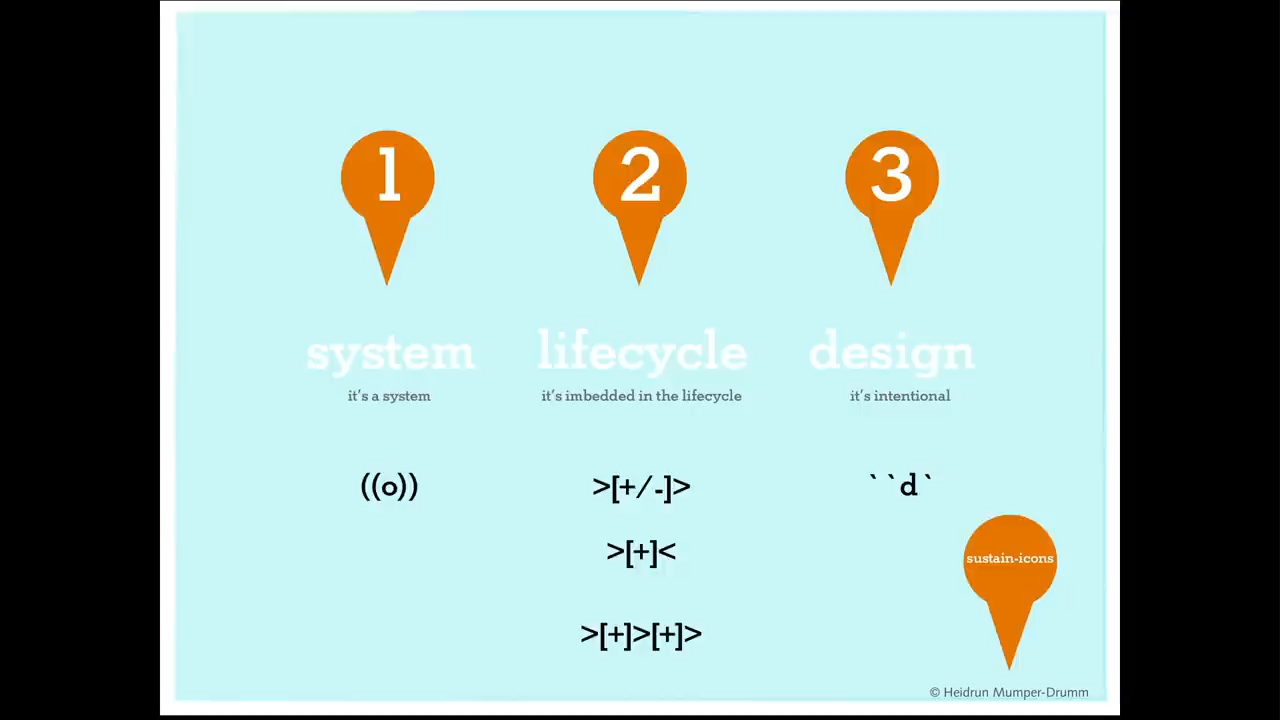 1 2 3
system lifecycle design
it's a system it's imbedded in the lifecycle it's intentional
((o)) >[+/-]> ``d`
>[+]<
sustain-icons
>[+]>[+]>
© Heidrun Mumper-Drumm